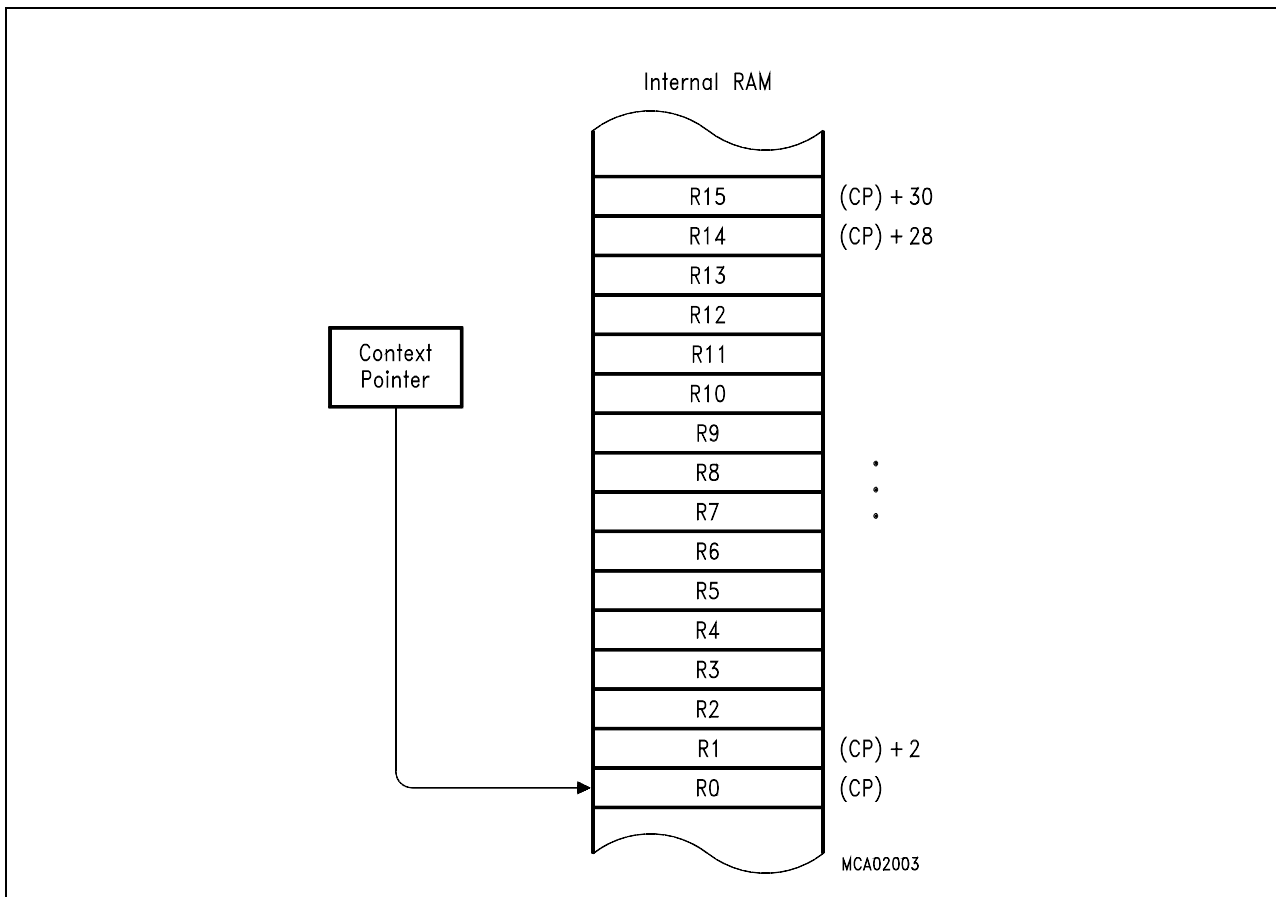 Internal RAM
R15 (CP) + 30
R14 (CP) + 28
R13
R12
Context
Pointer
R11
R10
R9
R8
R7
R6
R5
R4
R3
R2
R1 (CP) + 2
R0 (CP)
MCA02003